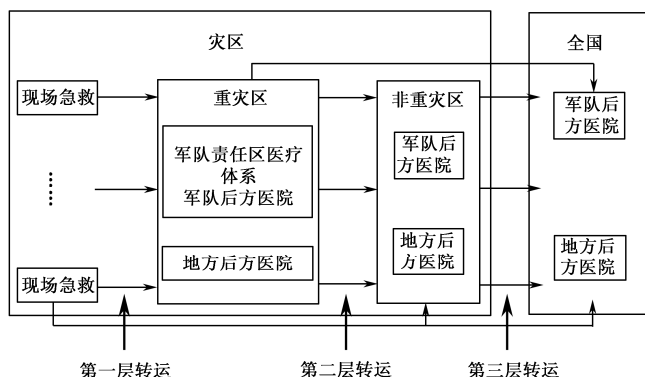 灾区
全国
现场急救
重灾区
非重灾区
军队后
方医院
军队责任区医疗
体系
军队后方医院
军队后
方医院
地方后方医院
地方后
方医院
地方后
方医院
现场急救
第一层转运
第二层转运
第三层转运